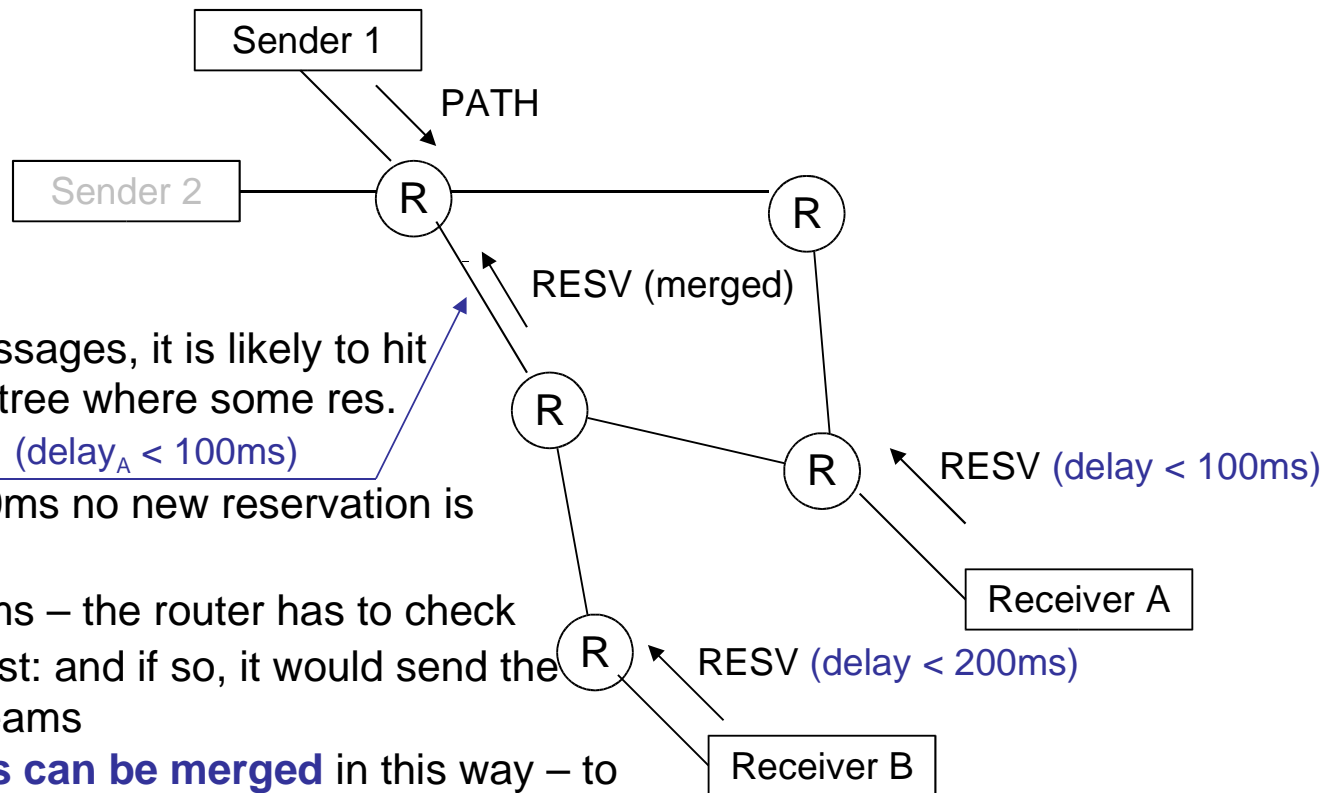 Sender 1
PATH
Sender 2
R
R
RESV (merged)
ssages, it is likely to hit
tree where some res.
R
(delayA < 100ms)
R
RESV (delay < 100ms)
0ms no new reservation is
Receiver A
ns – the router has to check
st: and if so, it would send the
R
RESV (delay < 200ms)
eams
s can be merged in this way – to
Receiver B